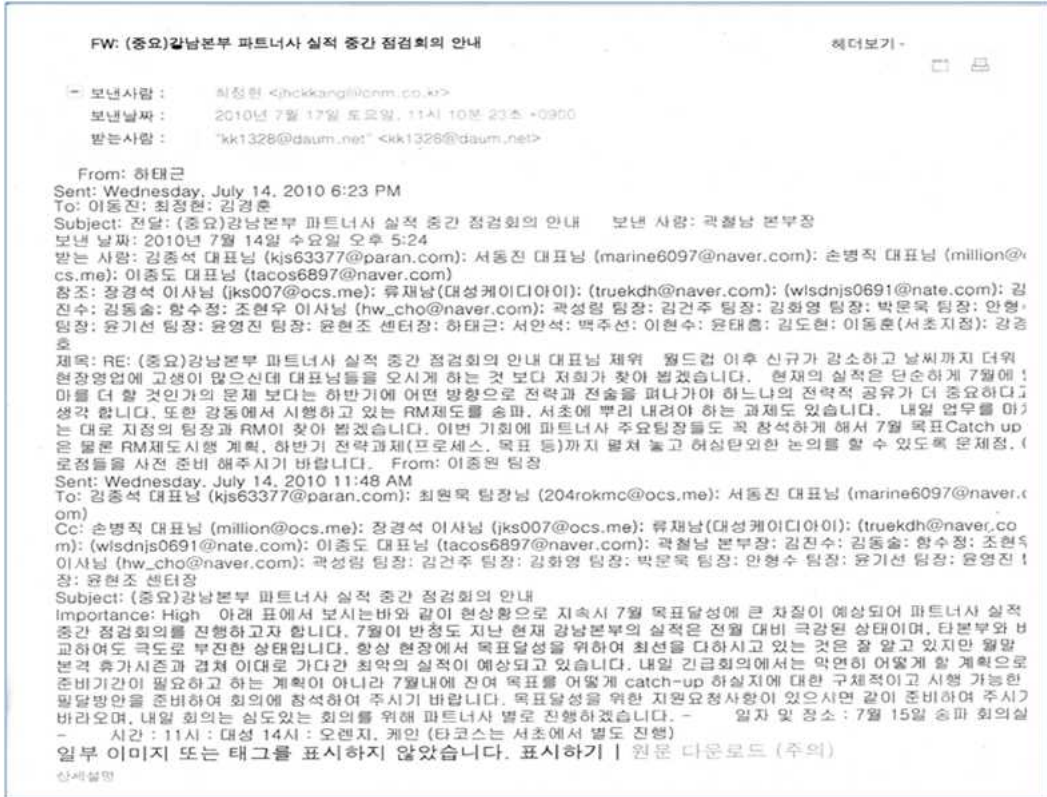 FW: (중요)강남본부 파트너사 실적 중간 점검회의 안내 헤더보기 -
보낸사람 : 최정현
보낸날짜 : 2010년 7월 17일 토요일, 11시 10분 23초 +0900
받는사람 : "kk1328@daum.net" <kk1328@daum.net>
From: 하태근
Sent: Wednesday, July 14, 2010 6:23 PM
To: 이동진; 최정현; 김경훈
Subject: 전달: (중요)강남본부 파트너사 실적 중간 점검회의 안내 보낸 사람: 곽철남 본부장
보낸 날짜: 2010년 7월 14일 수요일 오후 5:24
받는 사람: 김종석 대표님 (kjs63377@paran.com); 서동진 대표님 (marine6097@naver.com); 손병직 대표님 (million@
cs.me); 이종도 대표님 (tacos6897@naver.com)
참조: 장경석 이사님 (jks007@ocs.me); 류재남(대성케이디아이); (truekdh@naver.com); (wlsdnjs0691@nate.com); 김
진수; 김동술; 함수정; 조현우 이사님 (hw_cho@naver.com); 곽성림 팀장; 김건주 팀장; 김화영 팀장; 박문욱 팀장; 안형
팀장; 윤기선 팀장; 윤영진 팀장; 윤현조 센터장; 하태근; 서안석; 백주선; 이현수; 윤태흠; 김도현; 이동훈(서초지점); 강경
호
제목: RE: (중요)강남본부 파트너사 실적 중간 점검회의 안내 대표님 제위 월드컵 이후 신규가 감소하고 날씨까지 더워
현장영업에 고생이 많으신데 대표님들을 오시게 하는 것 보다 저희가 찾아 뵙겠습니다. 현재의 실적은 단순하게 7월에
마를 더 할 것인가의 문제 보다는 하반기에 어떤 방향으로 전략과 전술을 펴나가야 하느냐의 전략적 공유가 더 중요하다고
생각 합니다. 또한 강동에서 시행하고 있는 RM제도를 송파, 서초에 뿌리 내려야 하는 과제도 있습니다. 내일 업무를 마치
는 대로 지점의 팀장과 RM이 찾아 뵙겠습니다. 이번 기회에 파트너사 주요팀장들도 꼭 참석하게 해서 7월 목표Catch up
은 물론 RM제도시행 계획, 하반기 전략과제(프로세스, 목표 등)까지 펼쳐 놓고 허심탄외한 논의를 할 수 있도록 문제점,
로점들을 사전 준비 해주시기 바랍니다. From: 이종원 팀장
Sent: Wednesday, July 14, 2010 11:48 AM
To: 김종석 대표님 (kjs63377@paran.com); 최원묵 팀장님 (204rokmc@ocs.me); 서동진 대표님 (marine6097@naver.c
om)
Cc: 손병직 대표님 (million@ocs.me); 장경석 이사님 (jks007@ocs.me); 류재남(대성케이디아이); (truekdh@naver.co
m); (wlsdnjs0691@nate.com); 이종도 대표님 (tacos6897@naver.com); 곽철남 본부장; 김진수; 김동술; 함수정; 조현우
이사님 (hw_cho@naver.com); 곽성림 팀장; 김건주 팀장; 김화영 팀장; 박문욱 팀장; 안형수 팀장; 윤기선 팀장; 윤영진
장; 윤현조 센터장
Subject: (중요)강남본부 파트너사 실적 중간 점검회의 안내
Importance: High 아래 표에서 보시는바와 같이 현상황으로 지속시 7월 목표달성에 큰 차질이 예상되어 파트너사 실적
중간 점검회의를 진행하고자 합니다. 7월이 반정도 지난 현재 강남본부의 실적은 전월 대비 극감된 상태이며, 타본부와 비
교하여도 극도로 부진한 상태입니다. 항상 현장에서 목표달성을 위하여 최선을 다하시고 있는 것은 잘 알고 있지만 월말
본격 휴가시즌과 겹쳐 이대로 가다간 최악의 실적이 예상되고 있습니다. 내일 긴급회의에서는 막연히 어떻게 할 계획으로
준비기간이 필요하고 하는 계획이 아니라 7월내에 잔여 목표를 어떻게 catch-up 하실지에 대한 구체적이고 시행 가능한
필달방안을 준비하여 회의에 참석하여 주시기 바랍니다. 목표달성을 위한 지원요청사항이 있으시면 같이 준비하여 주시기
바라오며, 내일 회의는 심도있는 회의를 위해 파트너사 별로 진행하겠습니다. - 일자 및 장소 : 7월 15일 송파 회의실
- 시간 : 11시 : 대성 14시 : 오렌지, 케인 (타코스는 서초에서 별도 진행)
일부 이미지 또는 태그를 표시하지 않았습니다. 표시하기 | 원문 다운로드 (주의)
상세설명